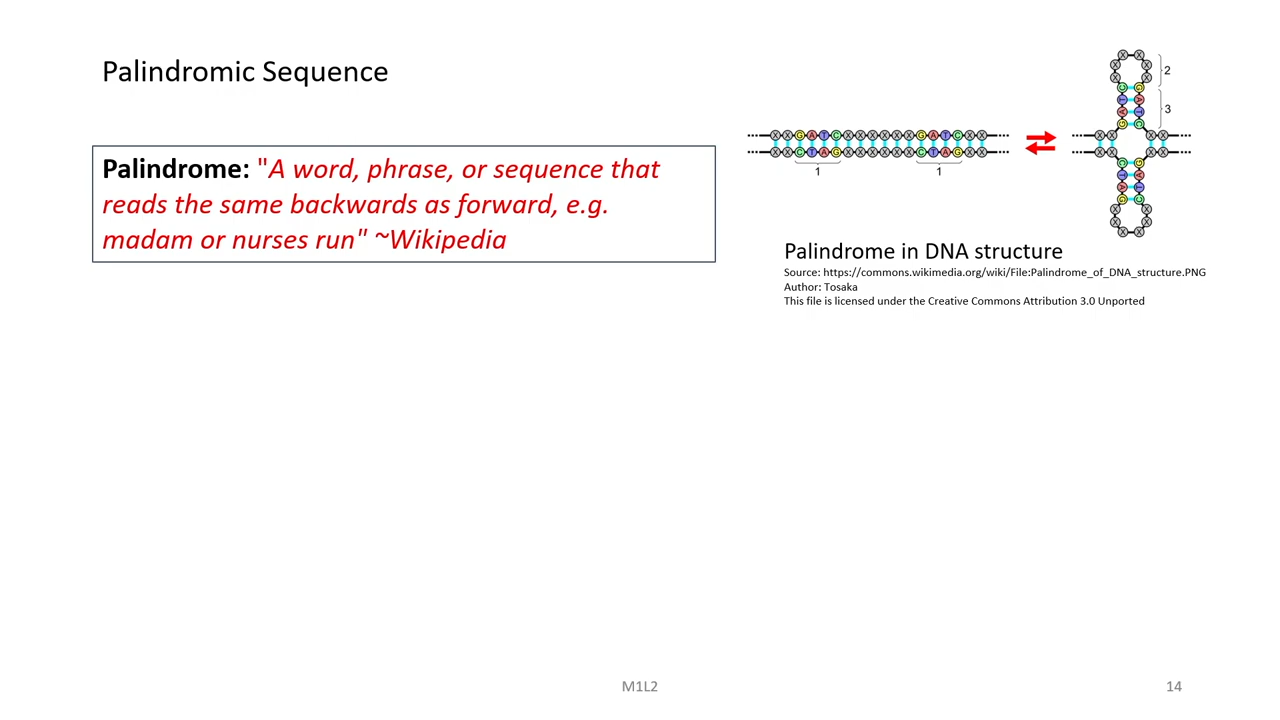 Palindromic Sequence
Palindrome: "A word, phrase, or sequence that
reads the same backwards as forward, e.g.
madam or nurses run" ~Wikipedia
X X G A T C X X X X X X G A T C X X
X X C T A G X X X X X X C T A G X X
1 1
2
3
Palindrome in DNA structure
Source: https://commons.wikimedia.org/wiki/File:Palindrome_of_DNA_structure.PNG
Author: Tosaka
This file is licensed under the Creative Commons Attribution 3.0 Unported
M1L2
14